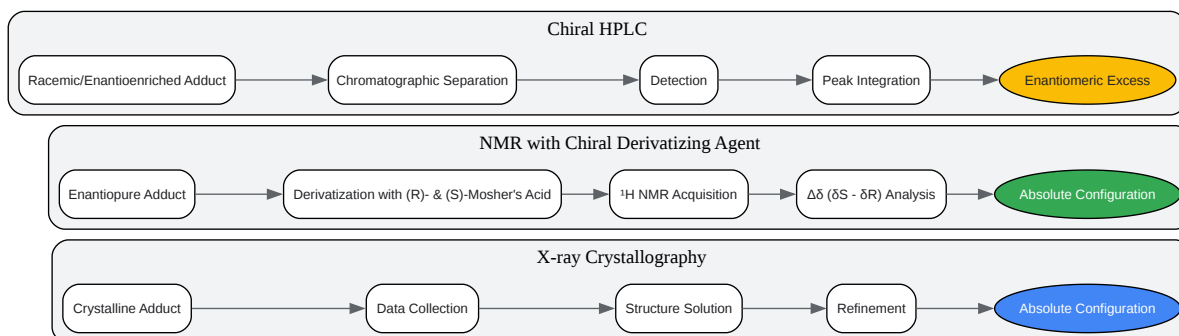 Chiral HPLC
Racemic/Enantioenriched Adduct
Chromatographic Separation
Detection
Peak Integration
Enantiomeric Excess
NMR with Chiral Derivatizing Agent
Enantiopure Adduct
Derivatization with (R)- & (S)-Mosher's Acid
¹H NMR Acquisition
Δδ (δS - δR) Analysis
Absolute Configuration
X-ray Crystallography
Crystalline Adduct
Data Collection
Structure Solution
Refinement
Absolute Configuration